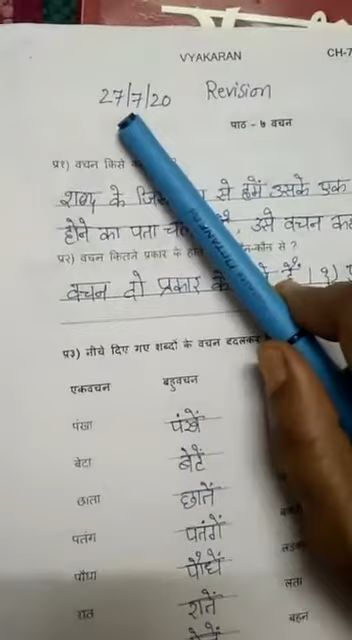 VYAKARAN CH-7
27/7/20 Revision
पाठ - ७ वचन
प्र१) वचन किसे
शब्द के जिस से हमें उसके एक
होने का पता है, उसे वचन
प्र२) वचन कितने प्रकार के होते कौन-कौन से ?
वचन दो प्रकार के हैं। १)
प्र३) नीचे दिए गए शब्दों के वचन बदलकर
एकवचन बहुवचन
पंखा पंखें
बेटा बेटें
छाता छातें
पतंग पतंगें
पौधा पौधें
लता
रात रातें
बहन